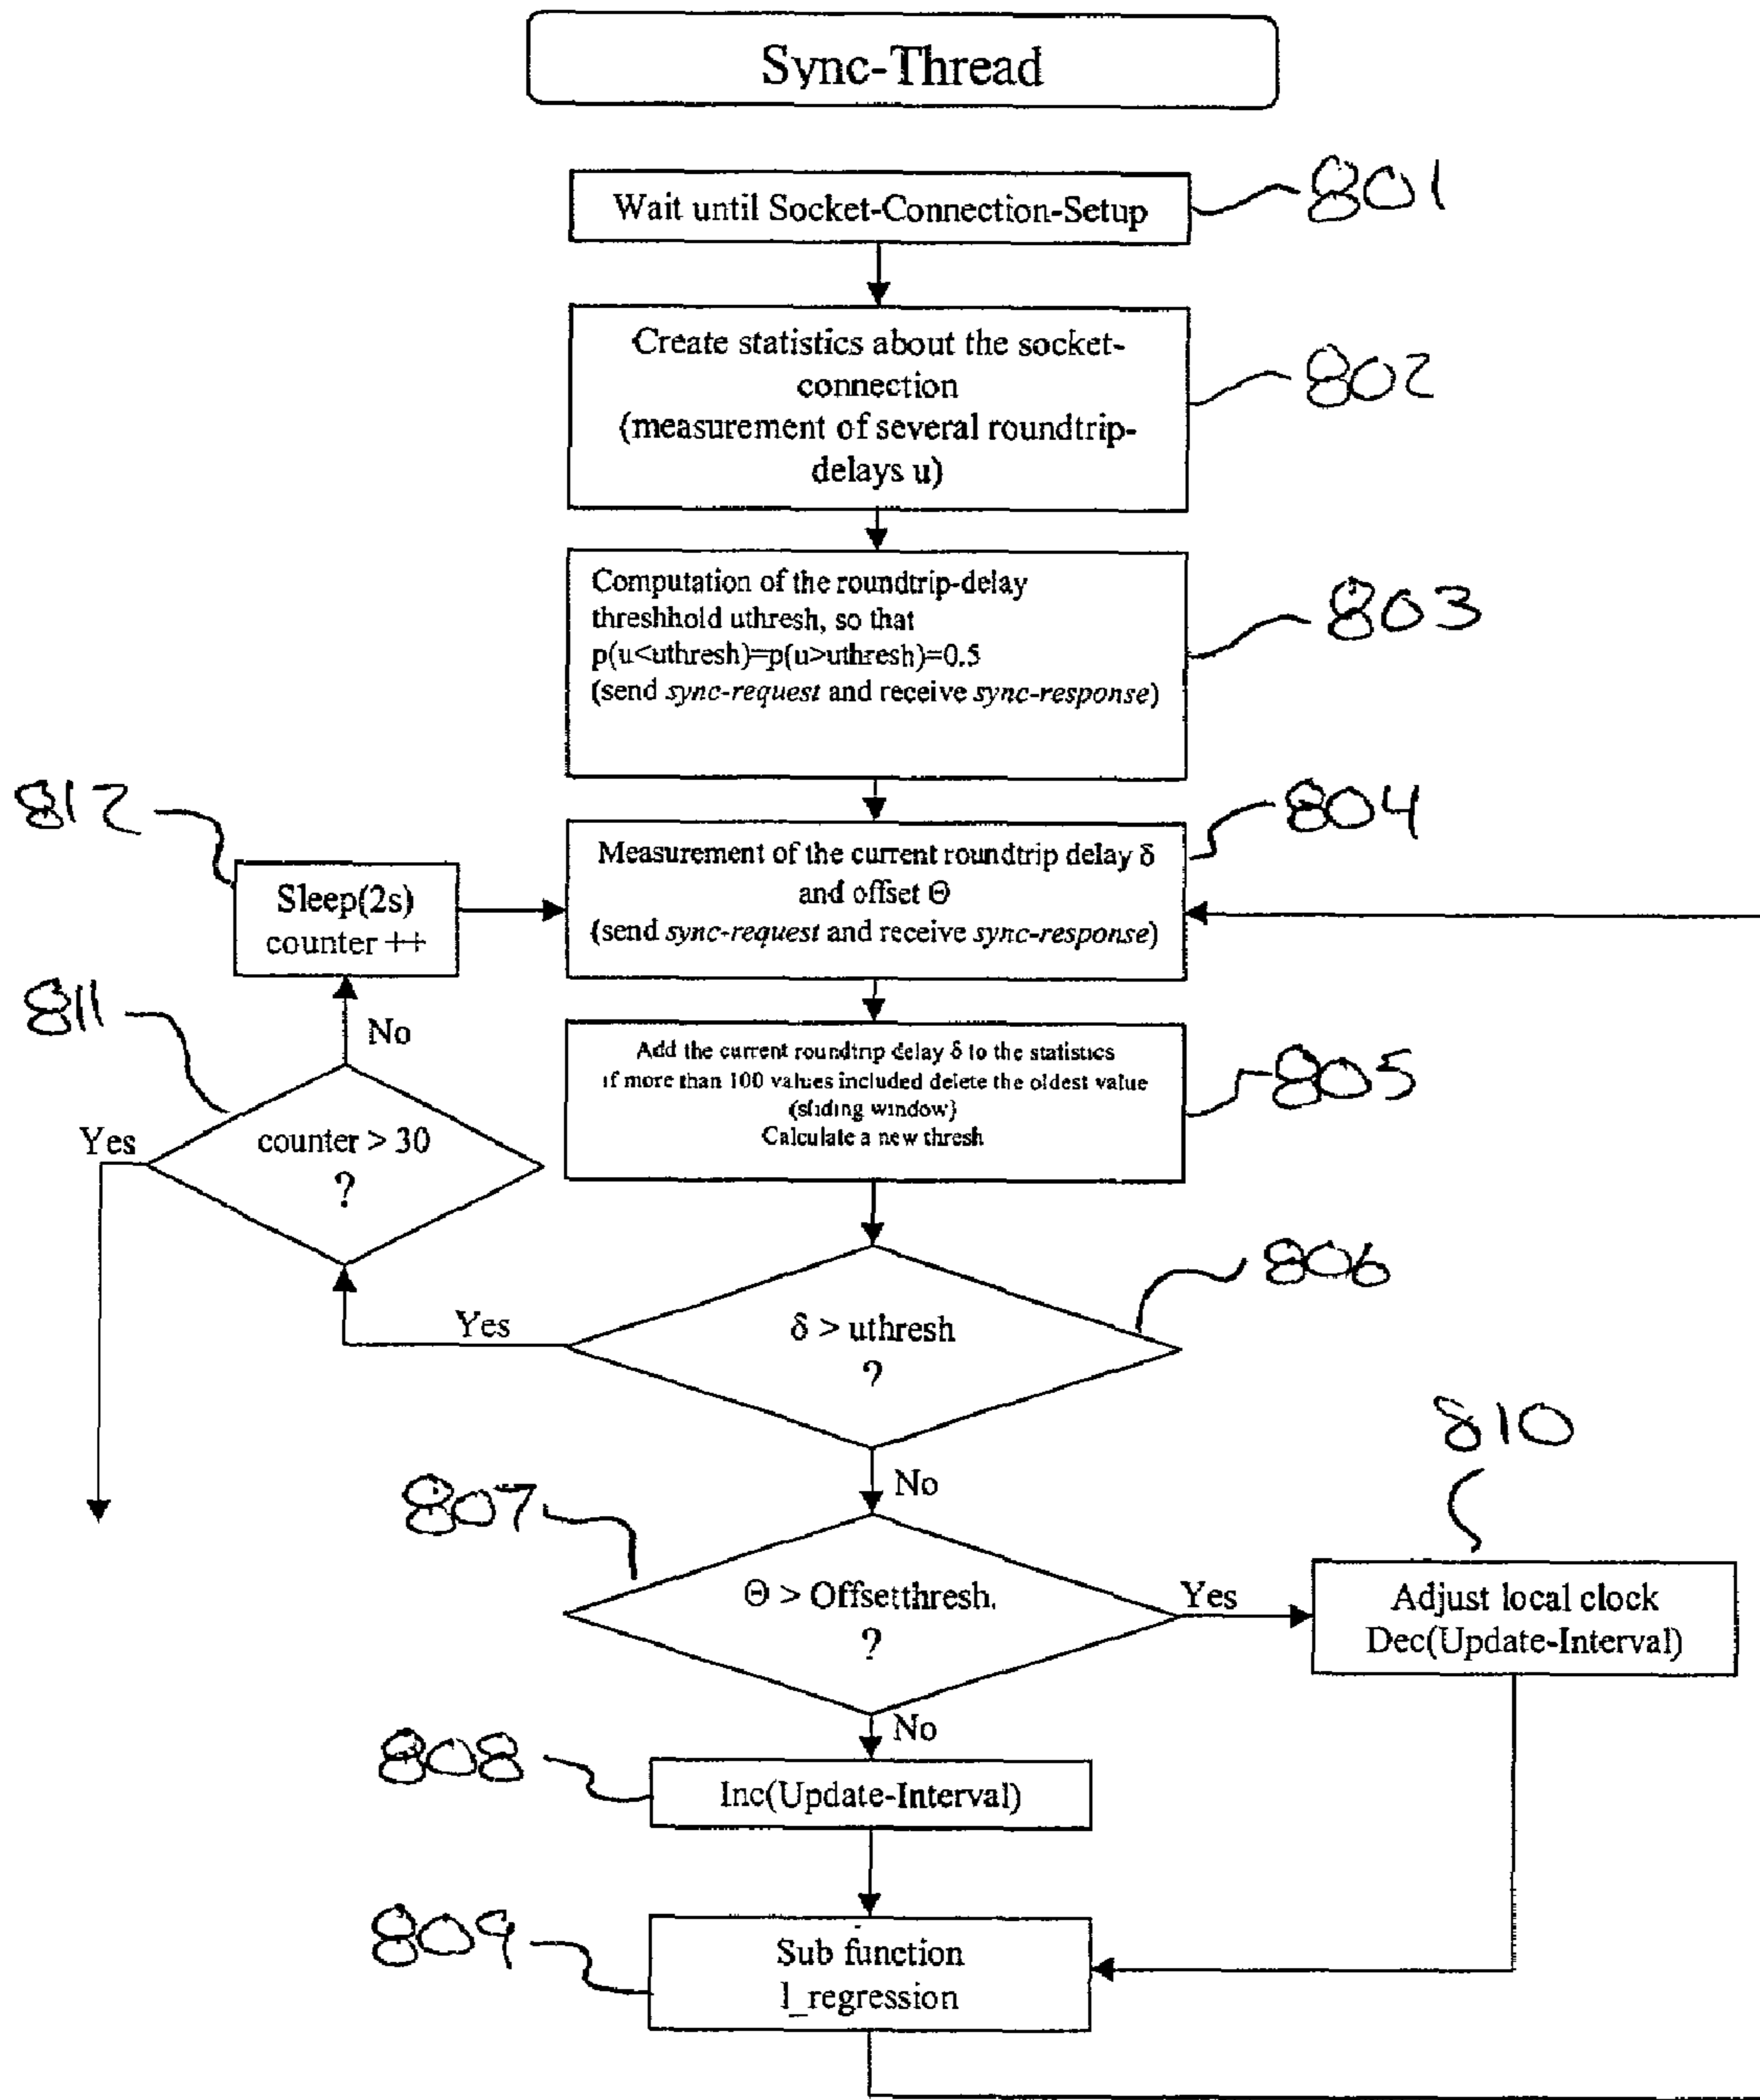 Sync-Thread
Wait until Socket-Connection-Setup
801
Create statistics about the socket-
connection
(measurement of several roundtrip-
delays u)
802
Computation of the roundtrip-delay
threshhold uthresh, so that
p(u<uthresh)=p(u>uthresh)=0.5
(send sync-request and receive sync-response)
803
812
Sleep(2s)
counter ++
Measurement of the current roundtrip delay δ
and offset Θ
(send sync-request and receive sync-response)
804
811
No
Yes
counter > 30
?
Add the current roundtrip delay δ to the statistics
if more than 100 values included delete the oldest value
(sliding window)
Calculate a new thresh
805
806
Yes
δ > uthresh
?
No
807
Θ > Offsetthresh.
?
Yes
810
Adjust local clock
Dec(Update-Interval)
No
808
Inc(Update-Interval)
809
Sub function
l_regression